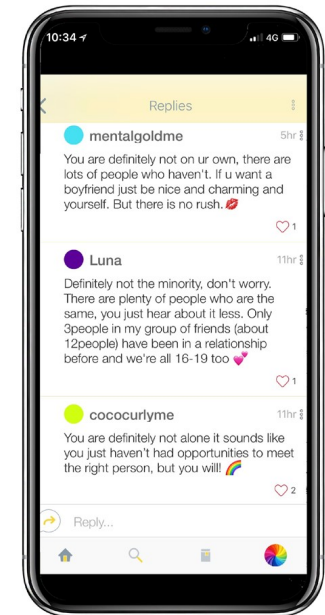 10:34
4G
Replies
mentalgoldme
5hr
You are definitely not on ur own, there are
lots of people who haven't. If u want a
boyfriend just be nice and charming and
yourself. But there is no rush.
1
Luna
11hr
Definitely not the minority, don't worry.
There are plenty of people who are the
same, you just hear about it less. Only
3people in my group of friends (about
12people) have been in a relationship
before and we're all 16-19 too
1
cococurlyme
11hr
You are definitely not alone it sounds like
you just haven't had opportunities to meet
the right person, but you will!
2
Reply...